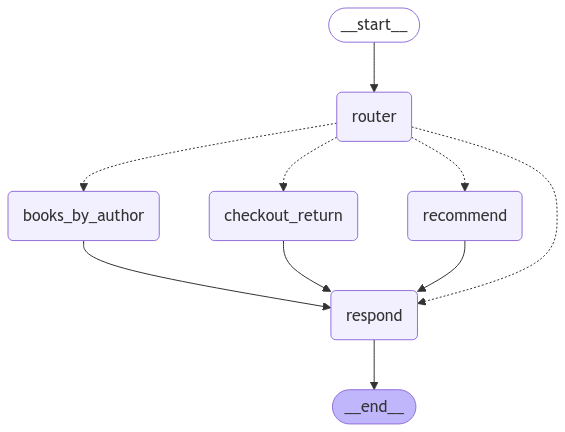 __start__
router
books_by_author
checkout_return
recommend
respond
__end__